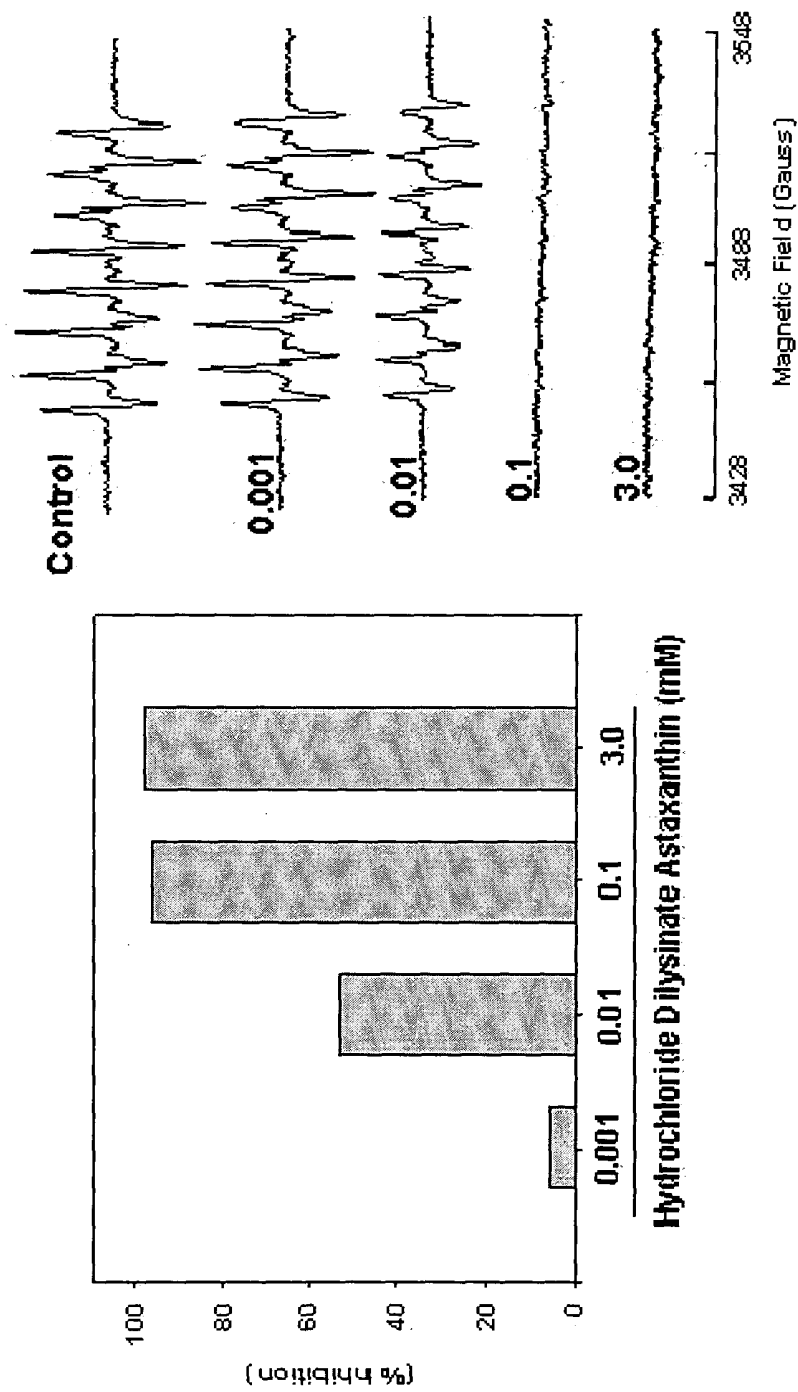 (% Inhibition)
100
80
60
40
20
0
0.001 0.01 0.1 3.0
Hydrochloride Dilysinate Astaxanthin (mM)
Control
0.001
0.01
0.1
3.0
3428 3488 3548
Magnetic Field (Gauss)